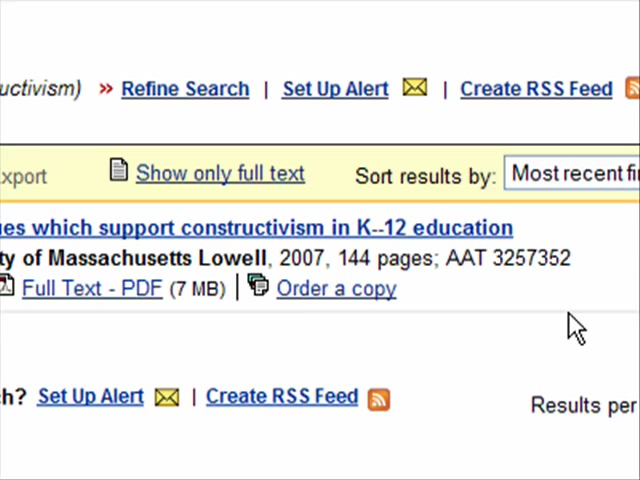 uctivism) » Refine Search | Set Up Alert | Create RSS Feed
xport Show only full text Sort results by: Most recent fi
ues which support constructivism in K--12 education
ty of Massachusetts Lowell, 2007, 144 pages; AAT 3257352
Full Text - PDF (7 MB) | Order a copy
ch? Set Up Alert | Create RSS Feed
Results per